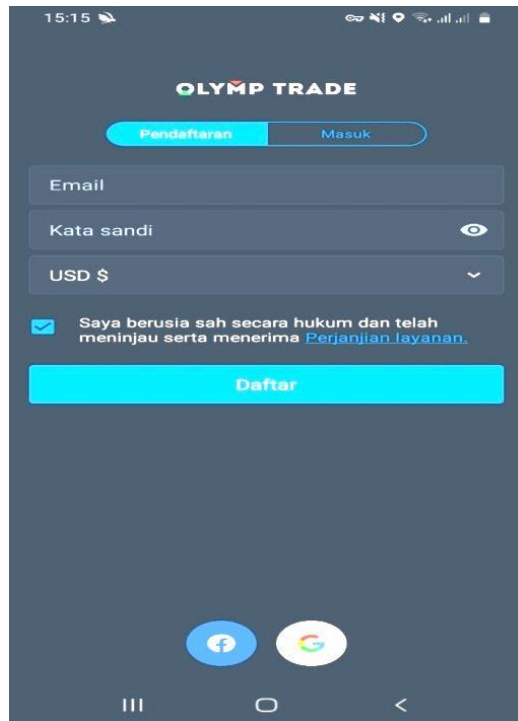 15:15
OLYMP TRADE
Pendaftaran Masuk
Email
Kata sandi
USD $
Saya berusia sah secara hukum dan telah
meninjau serta menerima Perjanjian layanan.
Daftar